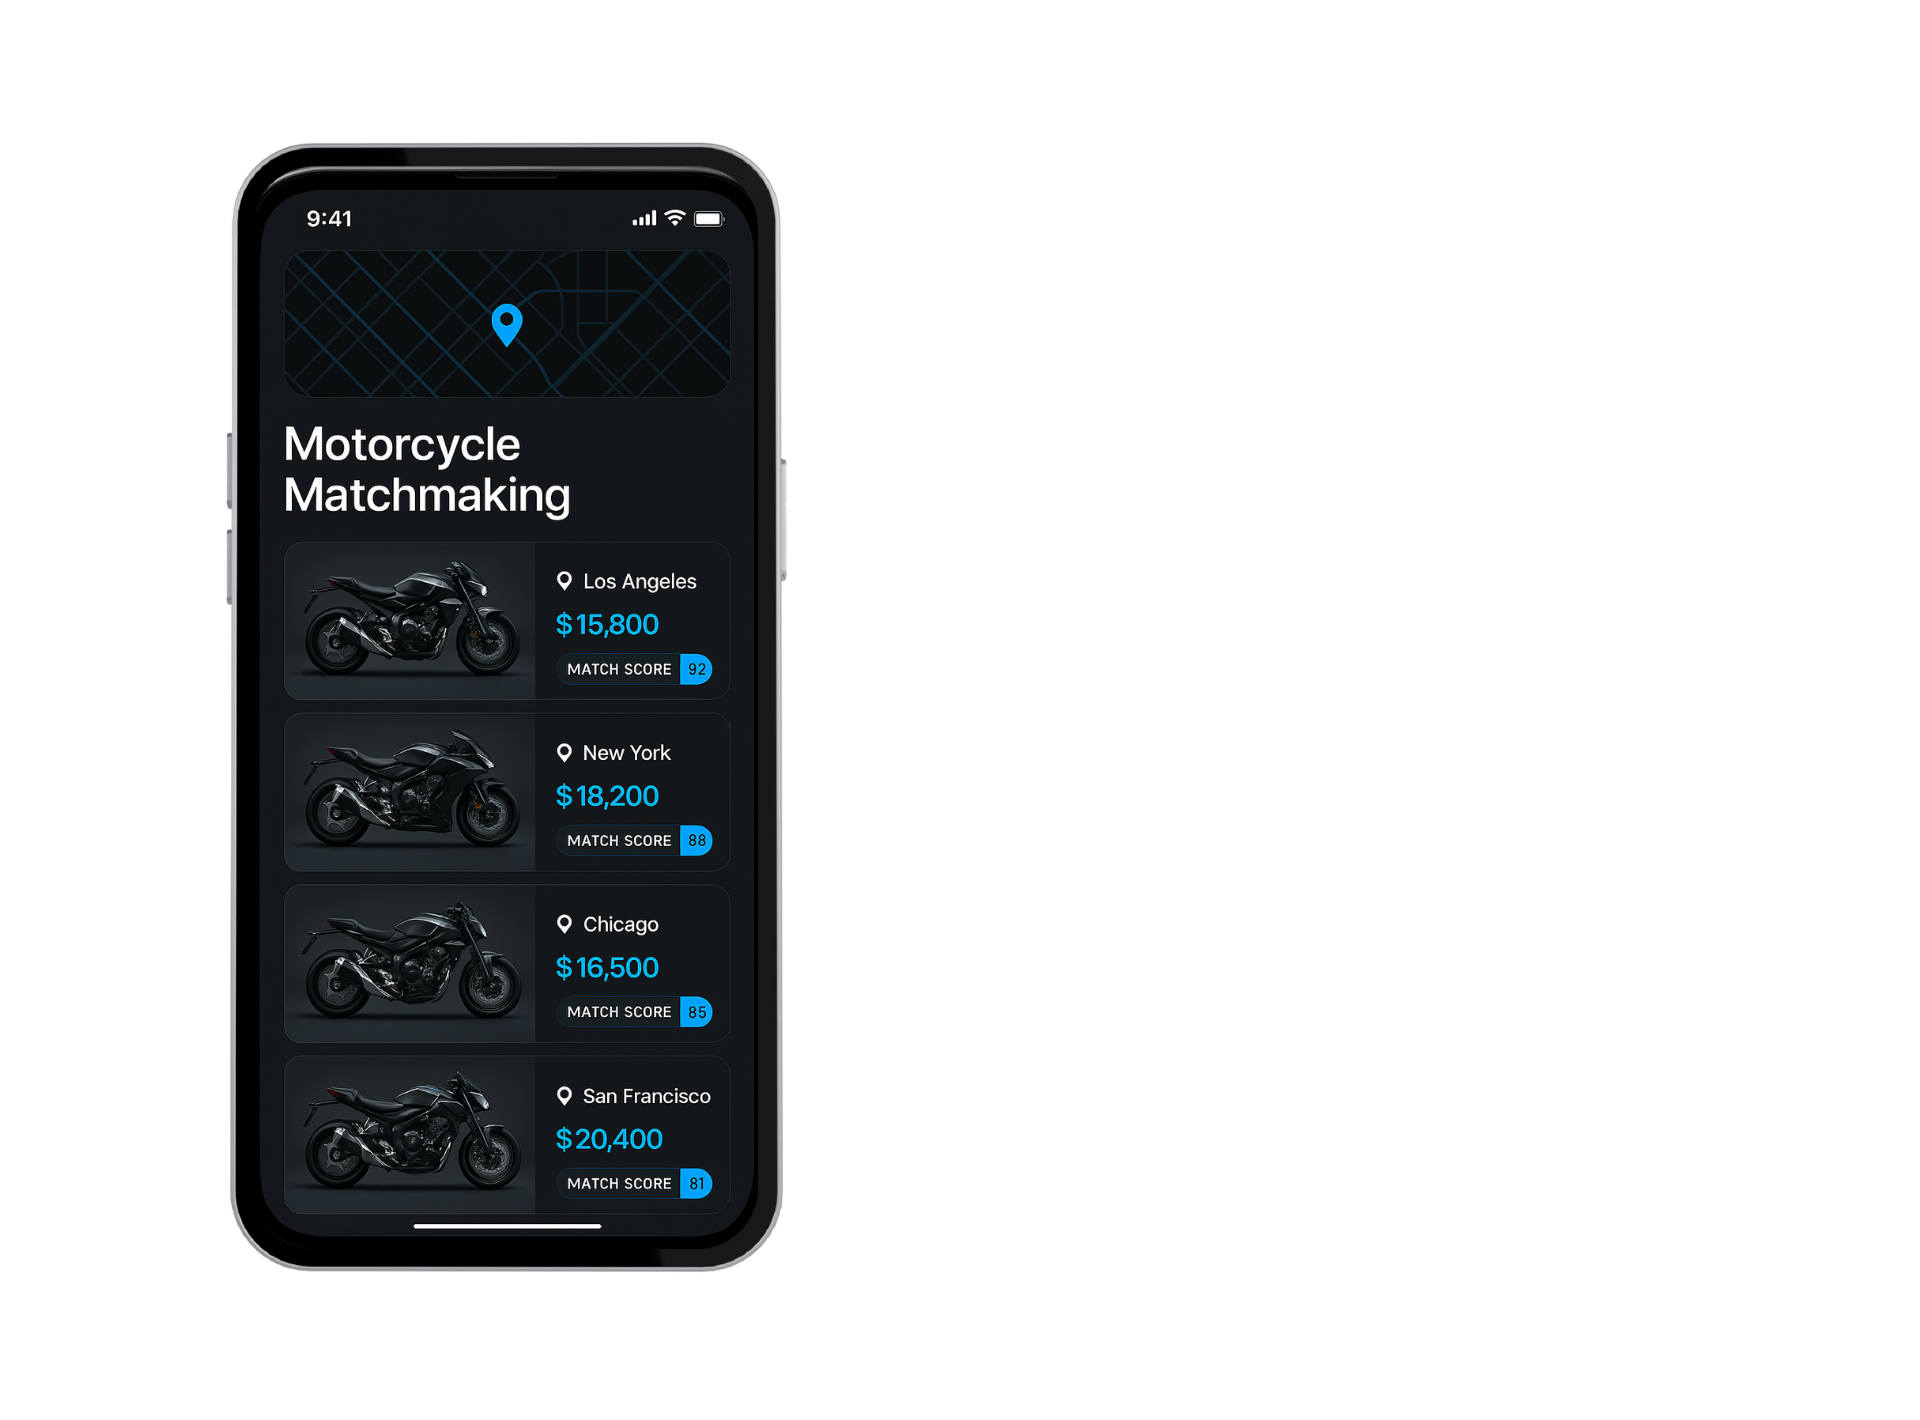 9:41
Motorcycle
Matchmaking
Los Angeles
$15,800
MATCH SCORE 92
New York
$18,200
MATCH SCORE 88
Chicago
$16,500
MATCH SCORE 85
San Francisco
$20,400
MATCH SCORE 81